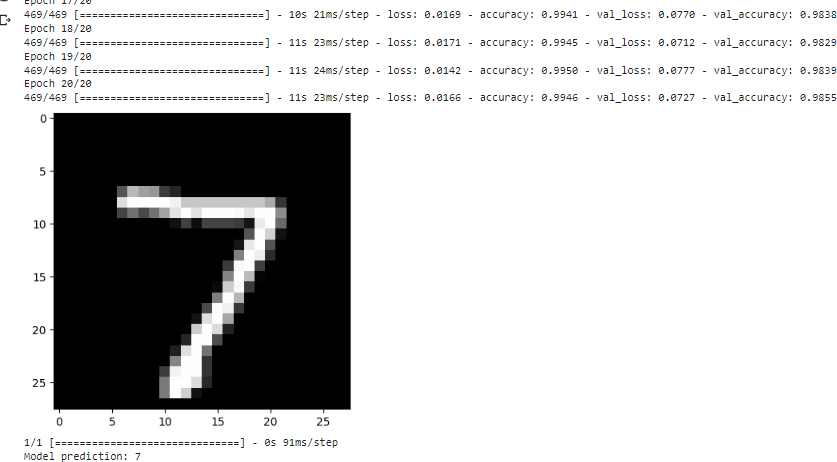 Epoch 17/20
469/469 [==============================] - 10s 21ms/step - loss: 0.0169 - accuracy: 0.9941 - val_loss: 0.0770 - val_accuracy: 0.9838
Epoch 18/20
469/469 [==============================] - 11s 23ms/step - loss: 0.0171 - accuracy: 0.9945 - val_loss: 0.0712 - val_accuracy: 0.9829
Epoch 19/20
469/469 [==============================] - 11s 24ms/step - loss: 0.0142 - accuracy: 0.9950 - val_loss: 0.0777 - val_accuracy: 0.9839
Epoch 20/20
469/469 [==============================] - 11s 23ms/step - loss: 0.0166 - accuracy: 0.9946 - val_loss: 0.0727 - val_accuracy: 0.9855
0
5
10
15
20
25
7
0 5 10 15 20 25
1/1 [==============================] - 0s 91ms/step
Model prediction: 7